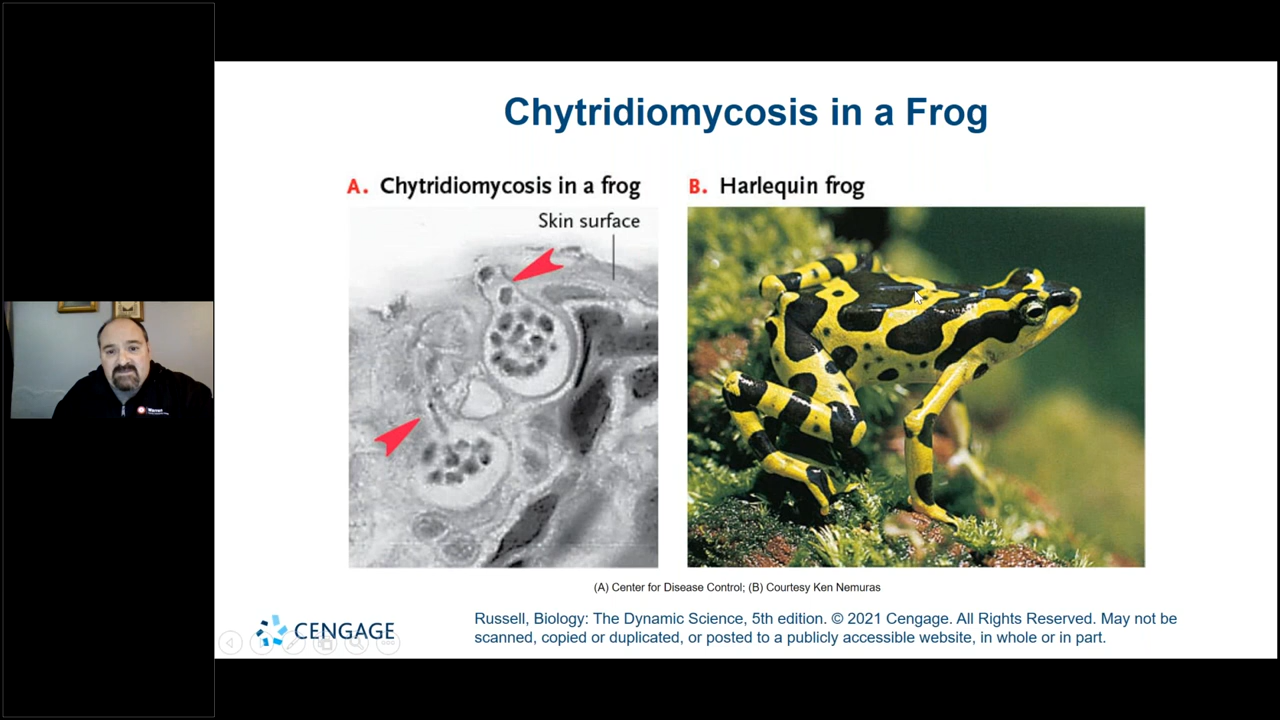 Chytridiomycosis in a Frog
A. Chytridiomycosis in a frog
B. Harlequin frog
Skin surface
(A) Center for Disease Control; (B) Courtesy Ken Nemuras
CENGAGE
Russell, Biology: The Dynamic Science, 5th edition. © 2021 Cengage. All Rights Reserved. May not be
scanned, copied or duplicated, or posted to a publicly accessible website, in whole or in part.